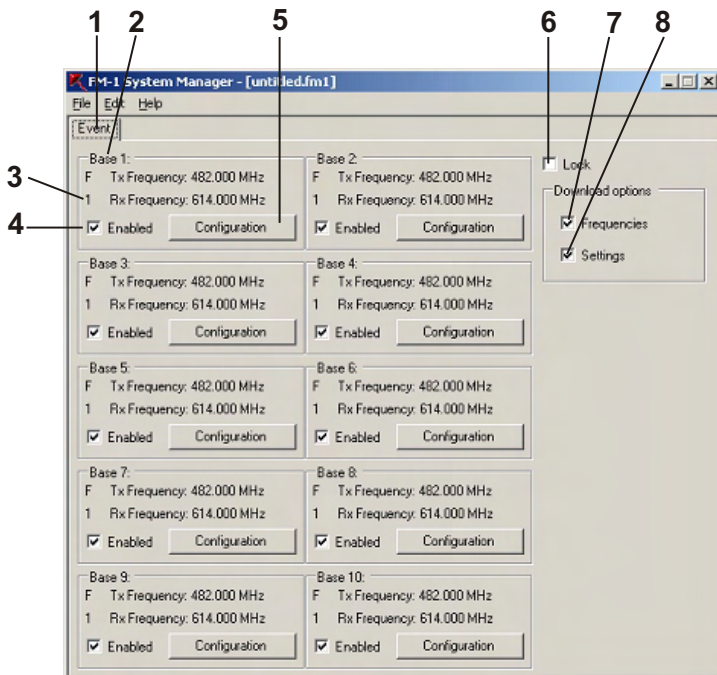 1 2 5 6 7 8
FM-1 System Manager - [untitled.fm1]
File Edit Help
Event
3
4
Base 1:
F Tx Frequency: 482.000 MHz
1 Rx Frequency: 614.000 MHz
Enabled Configuration
Base 2:
F Tx Frequency: 482.000 MHz
1 Rx Frequency: 614.000 MHz
Enabled Configuration
Lock
Download options
Frequencies
Settings
Base 3:
F Tx Frequency: 482.000 MHz
1 Rx Frequency: 614.000 MHz
Enabled Configuration
Base 4:
F Tx Frequency: 482.000 MHz
1 Rx Frequency: 614.000 MHz
Enabled Configuration
Base 5:
F Tx Frequency: 482.000 MHz
1 Rx Frequency: 614.000 MHz
Enabled Configuration
Base 6:
F Tx Frequency: 482.000 MHz
1 Rx Frequency: 614.000 MHz
Enabled Configuration
Base 7:
F Tx Frequency: 482.000 MHz
1 Rx Frequency: 614.000 MHz
Enabled Configuration
Base 8:
F Tx Frequency: 482.000 MHz
1 Rx Frequency: 614.000 MHz
Enabled Configuration
Base 9:
F Tx Frequency: 482.000 MHz
1 Rx Frequency: 614.000 MHz
Enabled Configuration
Base 10:
F Tx Frequency: 482.000 MHz
1 Rx Frequency: 614.000 MHz
Enabled Configuration